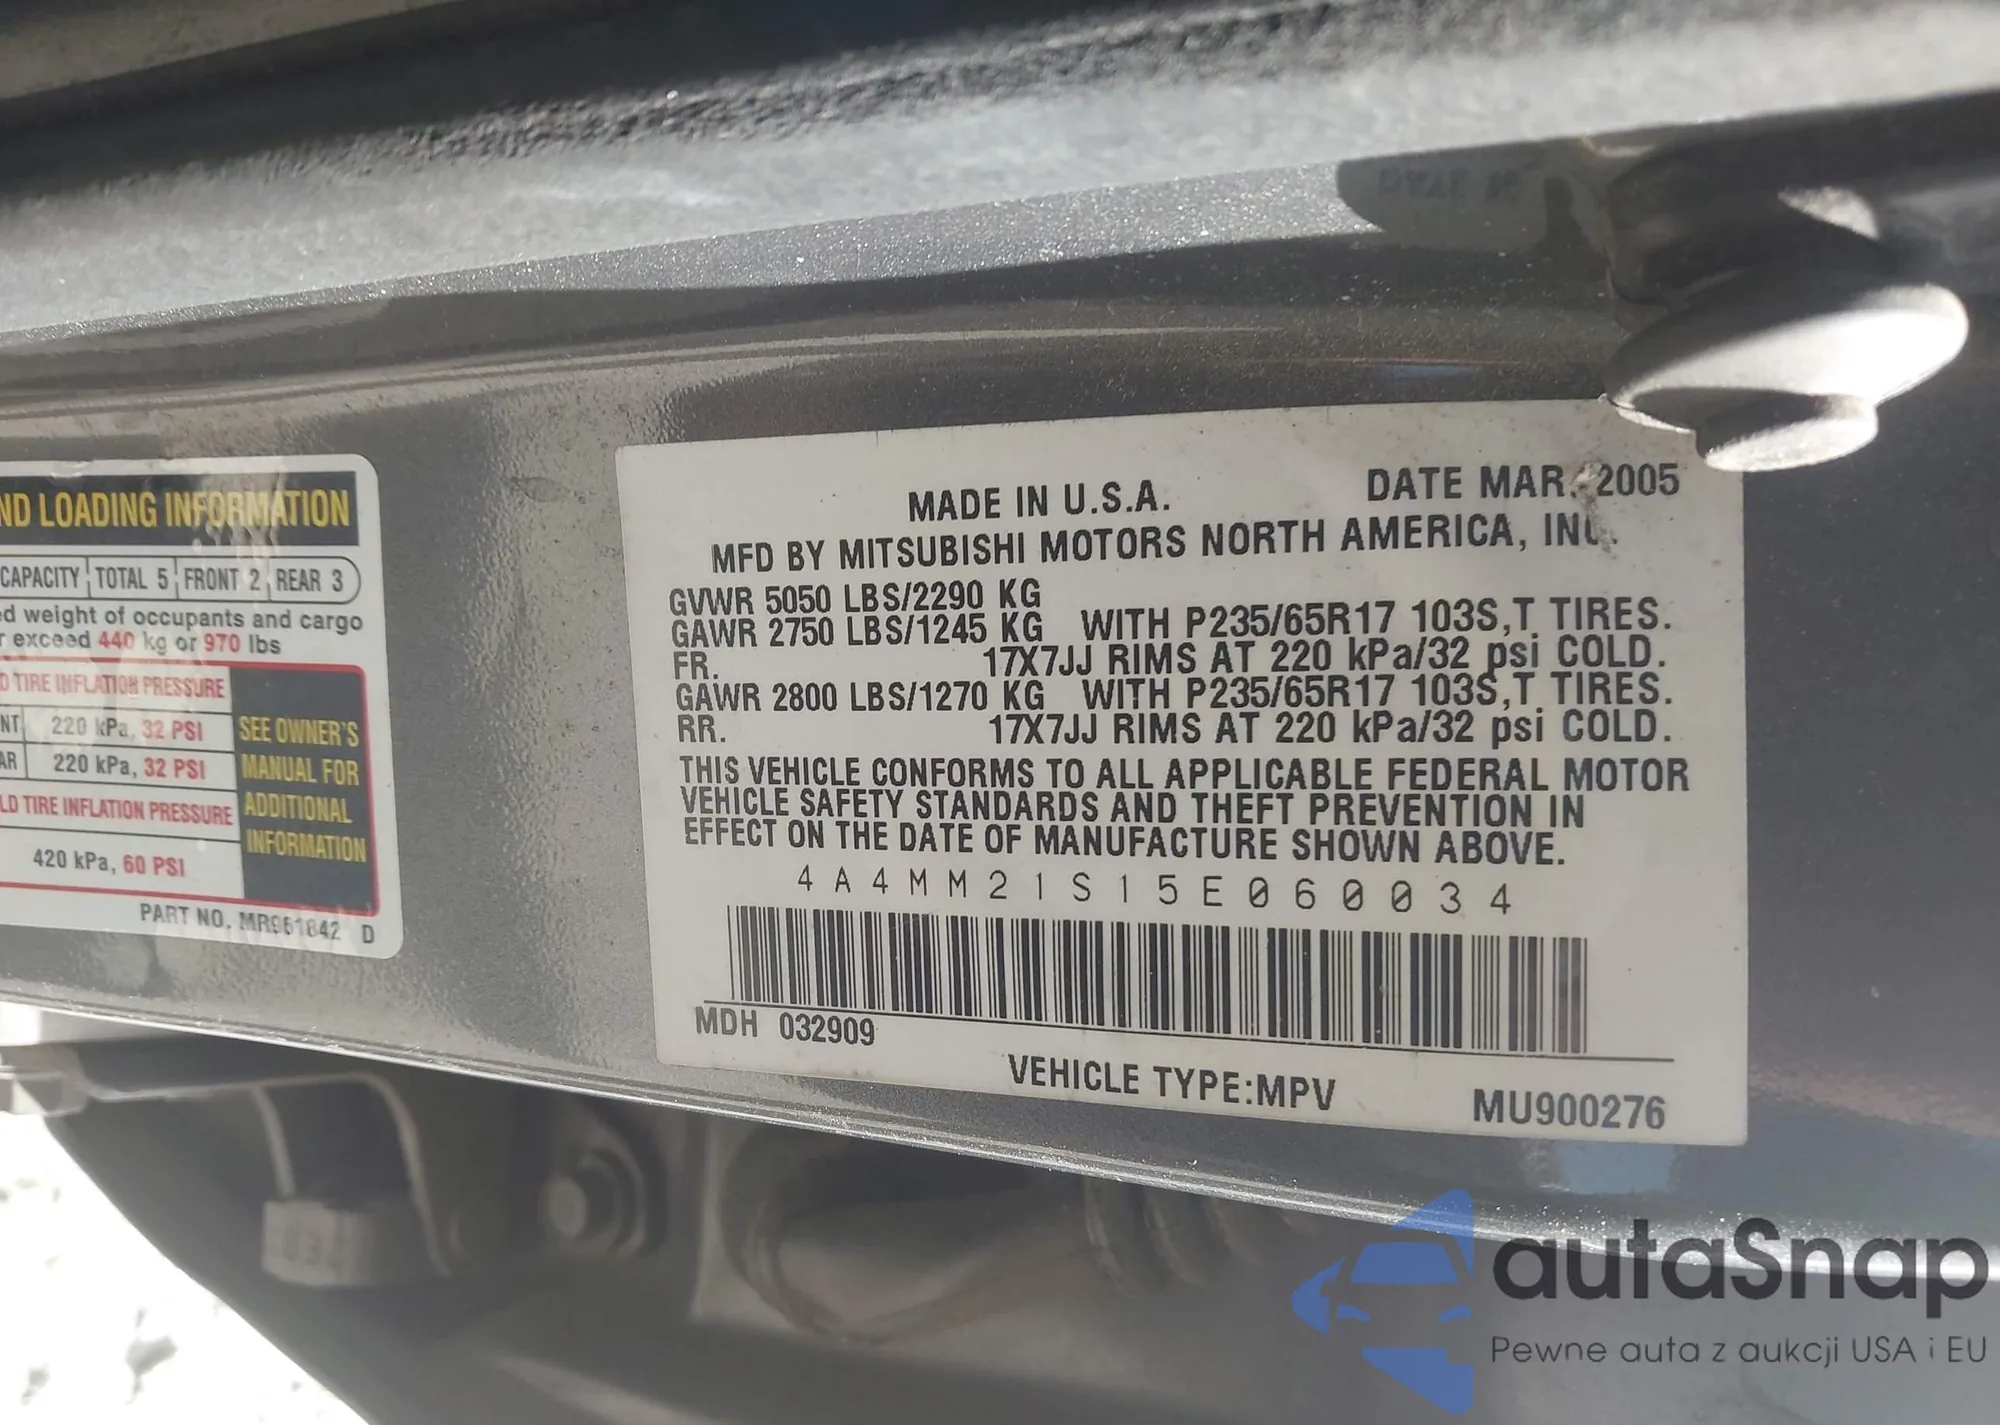 ND LOADING INFORMATION
CAPACITY TOTAL 5 FRONT 2 REAR 3
ed weight of occupants and cargo
r exceed 440 kg or 970 lbs
D TIRE INFLATION PRESSURE
NT 220 kPa, 32 PSI
AR 220 kPa, 32 PSI
LD TIRE INFLATION PRESSURE
420 kPa, 60 PSI
SEE OWNER'S
MANUAL FOR
ADDITIONAL
INFORMATION
PART NO. MR961842 D
DATE MAR. 2005
MADE IN U.S.A.
MFD BY MITSUBISHI MOTORS NORTH AMERICA, INC.
GVWR 5050 LBS/2290 KG
GAWR 2750 LBS/1245 KG WITH P235/65R17 103S,T TIRES.
FR. 17X7JJ RIMS AT 220 kPa/32 psi COLD.
GAWR 2800 LBS/1270 KG WITH P235/65R17 103S,T TIRES.
RR. 17X7JJ RIMS AT 220 kPa/32 psi COLD.
THIS VEHICLE CONFORMS TO ALL APPLICABLE FEDERAL MOTOR
VEHICLE SAFETY STANDARDS AND THEFT PREVENTION IN
EFFECT ON THE DATE OF MANUFACTURE SHOWN ABOVE.
4A4MM21S15E060034
MDH 032909
VEHICLE TYPE:MPV
MU900276
autaSnap
Pewne auta z aukcji USA i EU